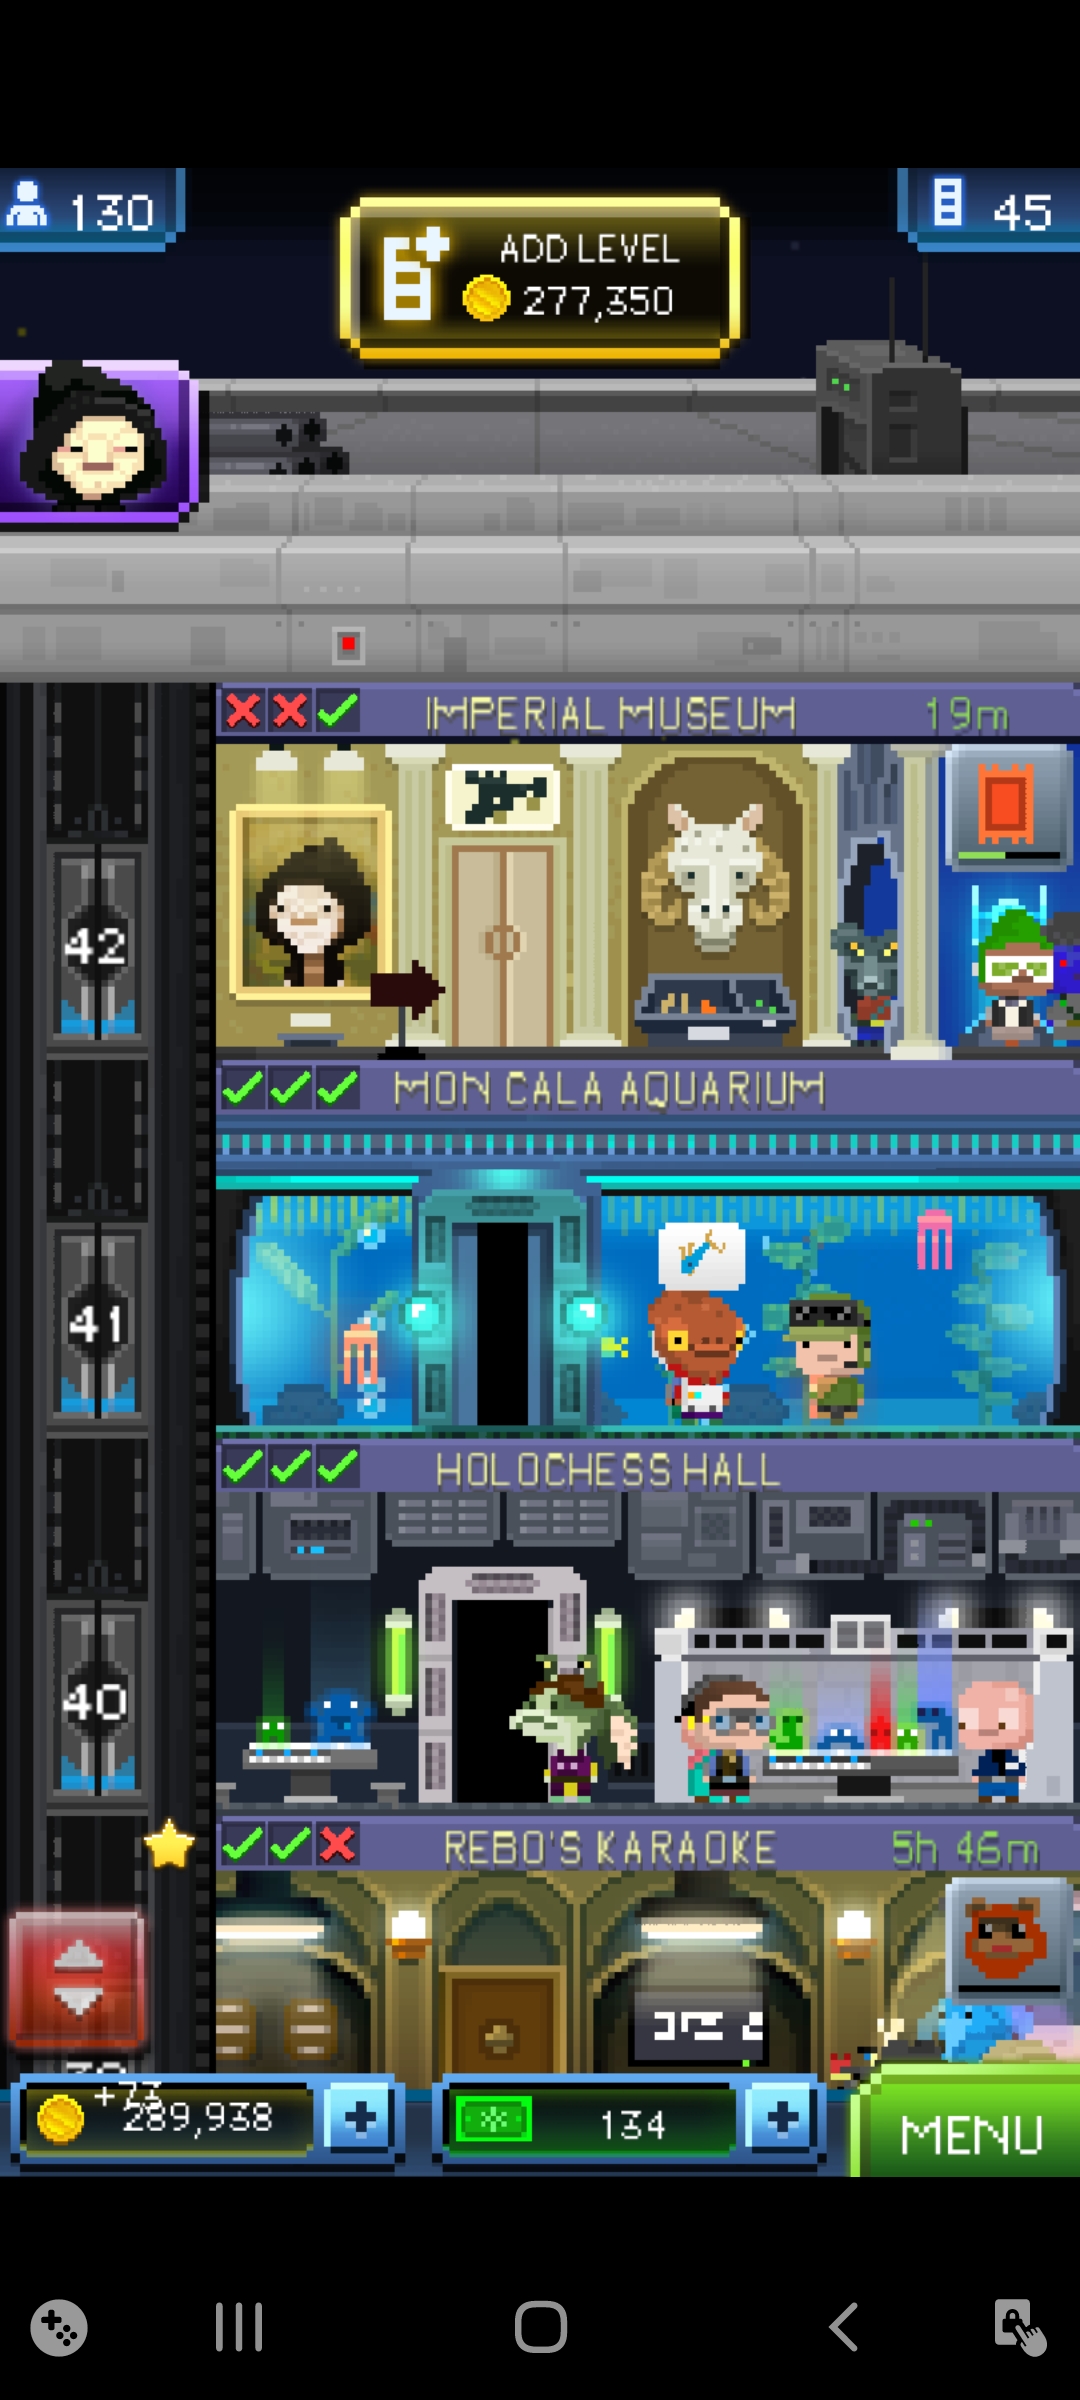 130
ADD LEVEL
277,350
45
IMPERIAL MUSEUM 19m
42
MON CALA AQUARIUM
41
HOLOCHESS HALL
40
REBO'S KARAOKE 5h 46m
+73
289,938
134
MENU